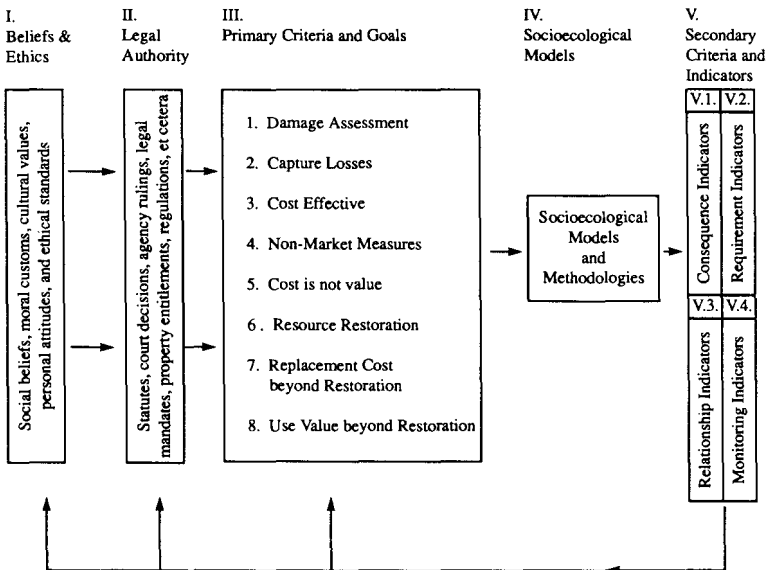 I.
Beliefs &
Ethics
II.
Legal
Authority
III.
Primary Criteria and Goals
IV.
Socioecological
Models
V.
Secondary
Criteria and
Indicators
Social beliefs, moral customs, cultural values,
personal attitudes, and ethical standards
Statutes, court decisions, agency rulings, legal
mandates, property entitlements, regulations, et cetera
1. Damage Assessment
2. Capture Losses
3. Cost Effective
4. Non-Market Measures
5. Cost is not value
6 . Resource Restoration
7. Replacement Cost
beyond Restoration
8. Use Value beyond Restoration
Socioecological
Models
and
Methodologies
V.1.
Consequence Indicators
V.2.
Requirement Indicators
V.3.
Relationship Indicators
V.4.
Monitoring Indicators